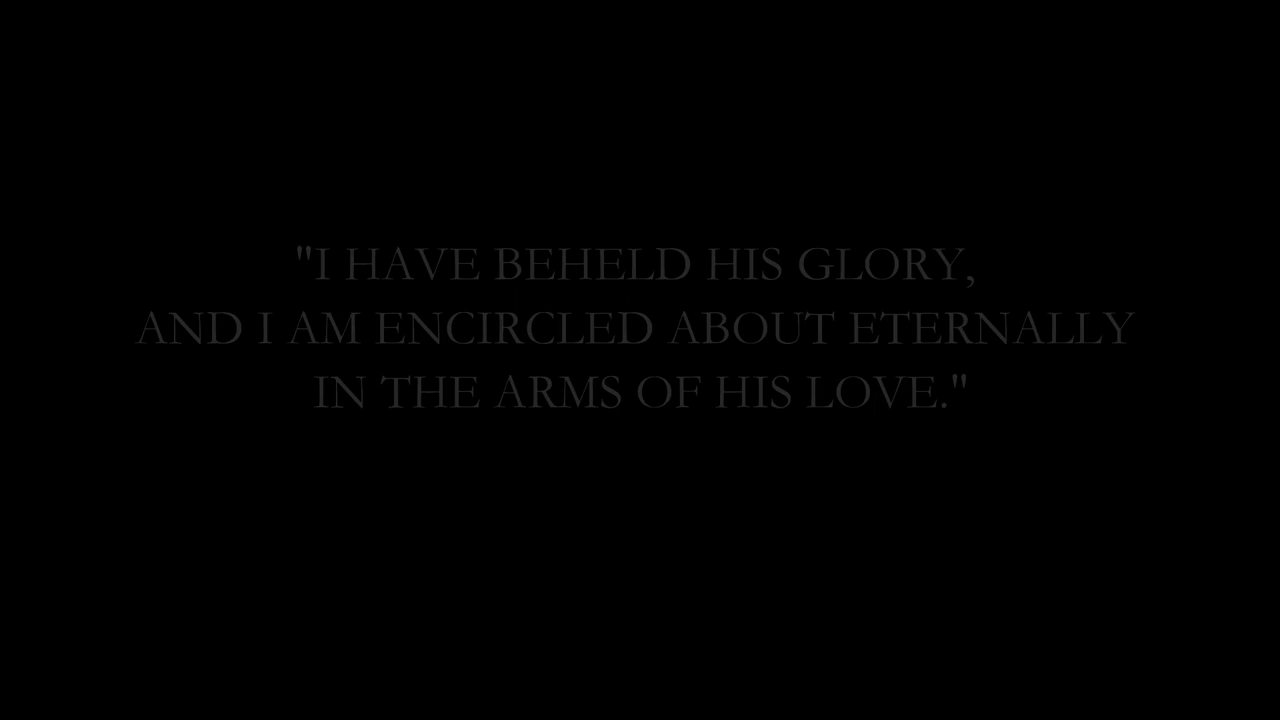 "I HAVE BEHELD HIS GLORY,
AND I AM ENCIRCLED ABOUT ETERNALLY
IN THE ARMS OF HIS LOVE."